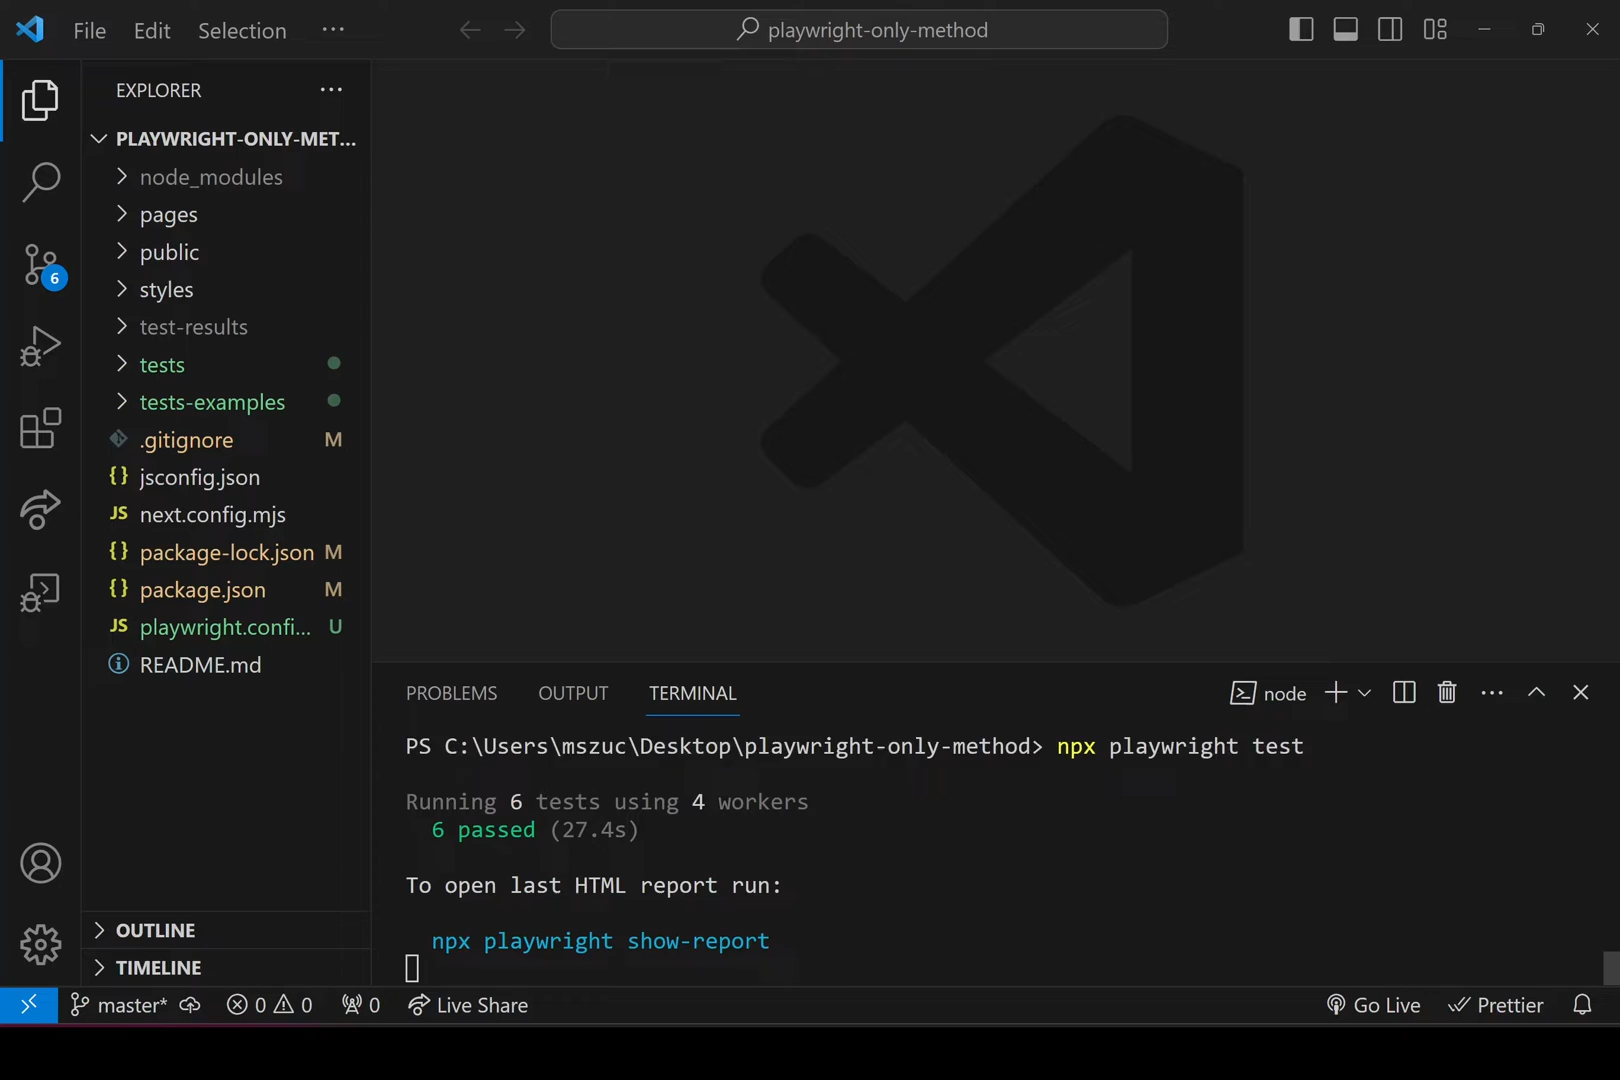 File Edit Selection ··· playwright-only-method
EXPLORER ···
PLAYWRIGHT-ONLY-MET...
node_modules
pages
public
styles
test-results
tests
tests-examples
.gitignore M
jsconfig.json
JS next.config.mjs
package-lock.json M
package.json M
JS playwright.confi... U
README.md
6
OUTLINE
TIMELINE
PROBLEMS OUTPUT TERMINAL node
PS C:\Users\mszuc\Desktop\playwright-only-method> npx playwright test
Running 6 tests using 4 workers
6 passed (27.4s)
To open last HTML report run:
npx playwright show-report
master* 0 0 0 Live Share Go Live Prettier